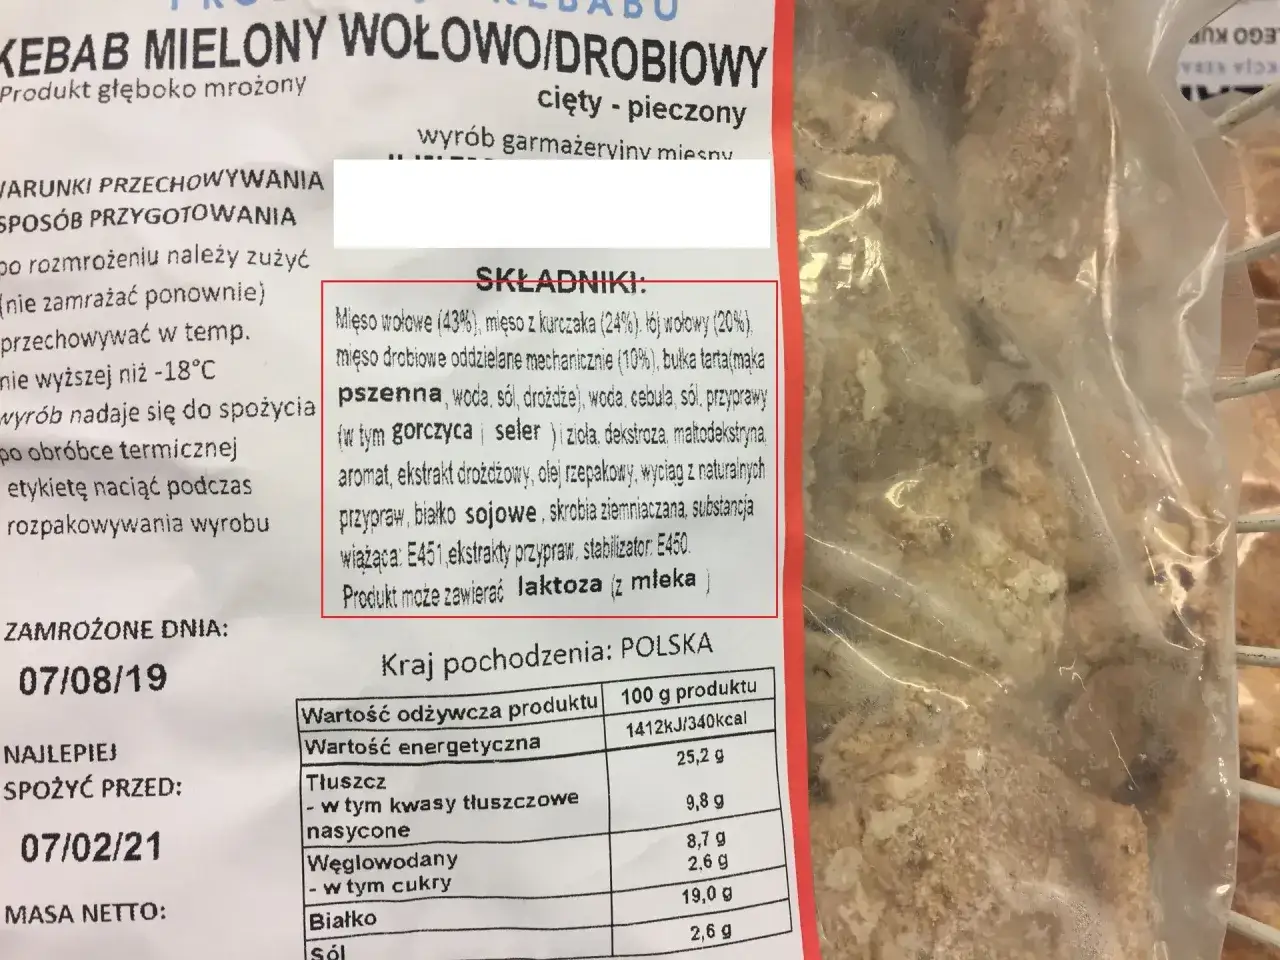 KEBAB MIELONY WOŁOWO/DROBIOWY
Produkt głęboko mrożony
cięty - pieczony
wyrób garmażeryjny mięsny
WARUNKI PRZECHOWYWANIA
SPOSÓB PRZYGOTOWANIA
po rozmrożeniu należy zużyć
(nie zamrażać ponownie)
przechowywać w temp.
nie wyższej niż -18°C
wyrób nadaje się do spożycia
po obróbce termicznej
etykietę naciąć podczas
rozpakowywania wyrobu
ZAMROŻONE DNIA:
07/08/19
NAJLEPIEJ
SPOŻYĆ PRZED:
07/02/21
MASA NETTO:
SKŁADNIKI:
Mięso wołowe (43%), mięso z kurczaka (24%). łój wołowy (20%),
mięso drobiowe oddzielane mechanicznie (10%), bułka tarta(mąka
pszenna, woda, sól, drożdże), woda, cebula, sól, przyprawy
(w tym gorczyca i seler ) i zioła, dekstroza, maltodekstryna,
aromat, ekstrakt drożdżowy, olej rzepakowy, wyciąg z naturalnych
przypraw, białko sojowe, skrobia ziemniaczana, substancja
wiążąca: E451,ekstrakty przypraw, stabilizator: E450.
Produkt może zawierać laktoza (z mleka )
Kraj pochodzenia: POLSKA
Wartość odżywcza produktu 100 g produktu
Wartość energetyczna 1412kJ/340kcal
Tłuszcz 25,2 g
- w tym kwasy tłuszczowe
nasycone 9,8 g
Węglowodany 8,7 g
- w tym cukry 2,6 g
Białko 19,0 g
Sól 2,6 g